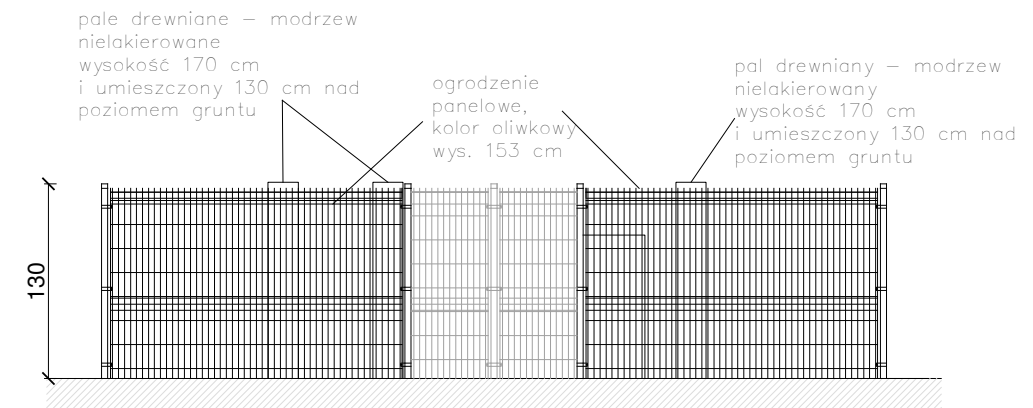 pale drewniane – modrzew
nielakierowane
wysokość 170 cm
i umieszczony 130 cm nad
poziomem gruntu
ogrodzenie
panelowe,
kolor oliwkowy
wys. 153 cm
pal drewniany – modrzew
nielakierowany
wysokość 170 cm
i umieszczony 130 cm nad
poziomem gruntu
130